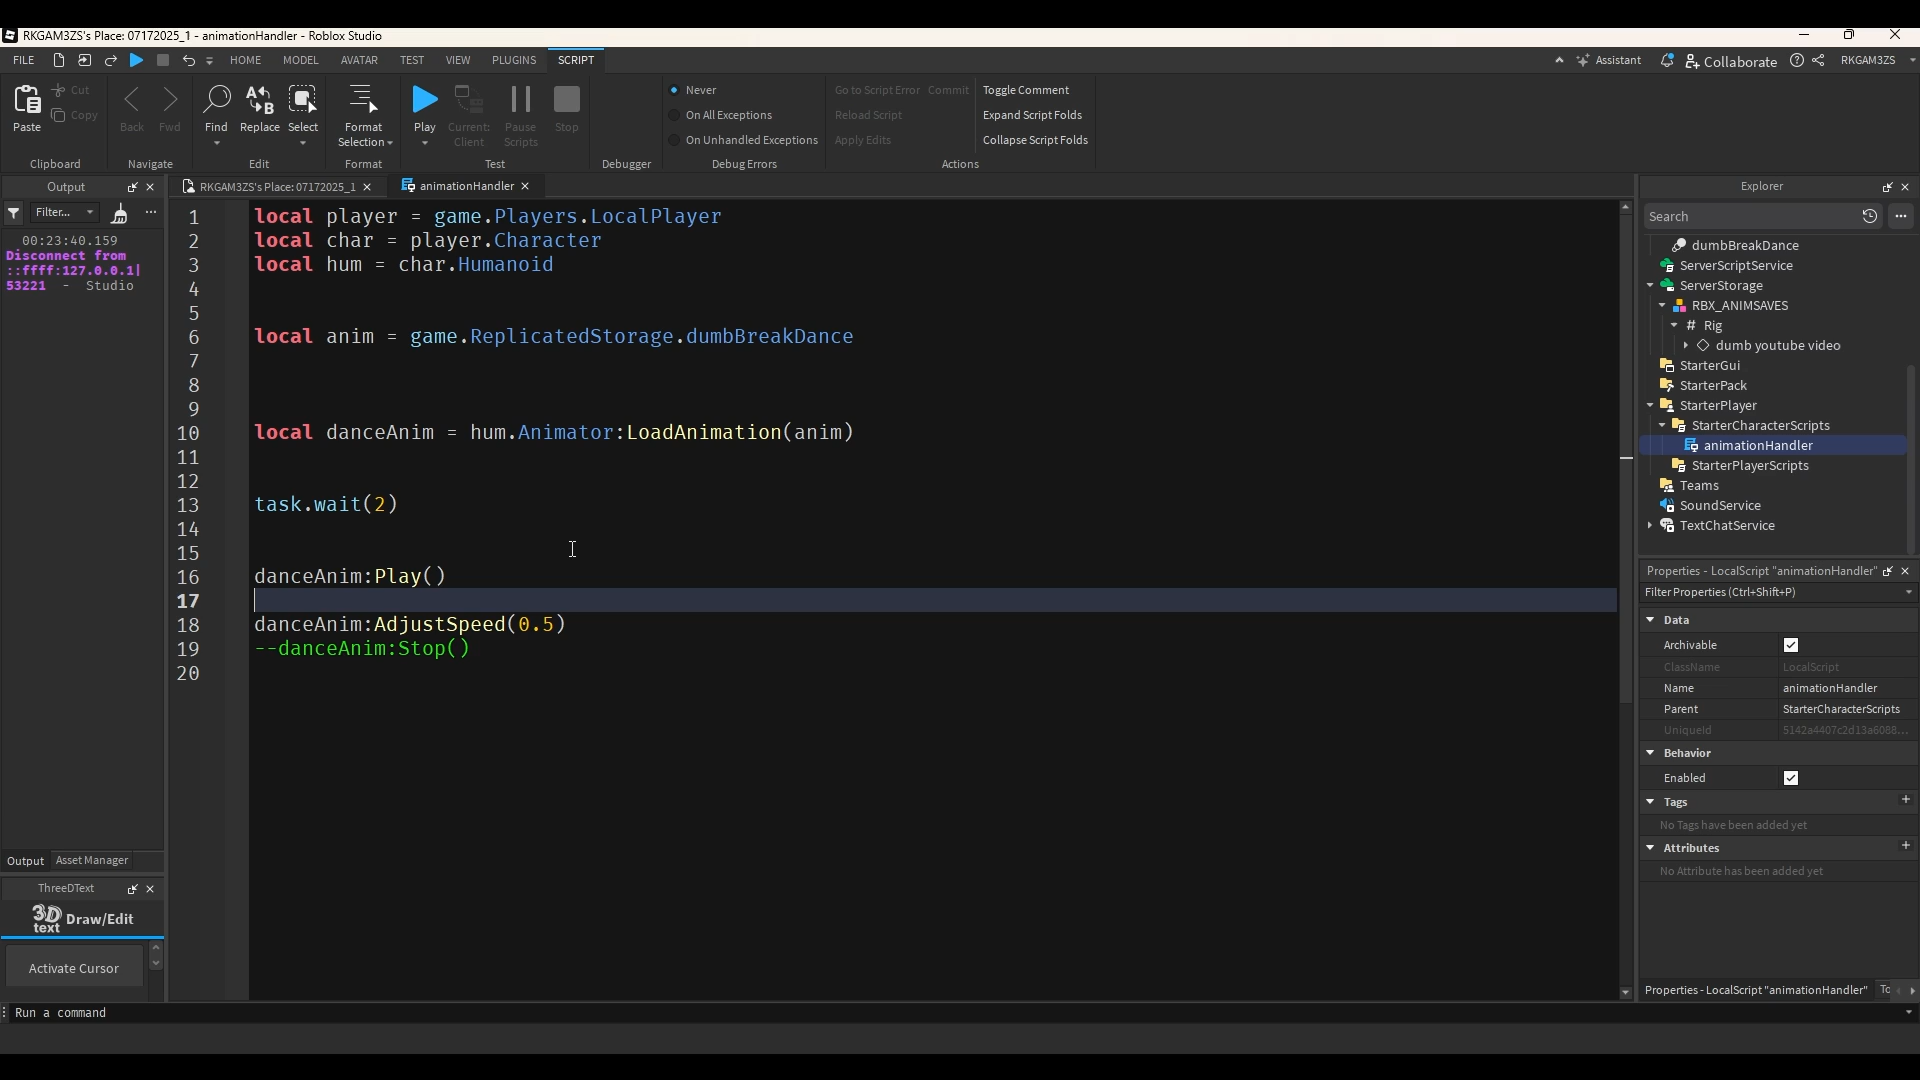 RKGAM3ZS's Place: 07172025_1 - animationHandler - Roblox Studio
FILE HOME MODEL AVATAR TEST VIEW PLUGINS SCRIPT Assistant Collaborate RKGAM3ZS
Paste Cut Copy Back Fwd Find Replace Select Format Selection Play Current: Client Pause Scripts Stop
Never
On All Exceptions
On Unhandled Exceptions
Go to Script Error Commit
Reload Script
Apply Edits
Toggle Comment
Expand Script Folds
Collapse Script Folds
Clipboard Navigate Edit Format Test Debugger Debug Errors Actions
Output
Filter...
00:23:40.159
Disconnect from
::ffff:127.0.0.1|
53221 - Studio
Output Asset Manager
ThreeDText
3D text Draw/Edit
Activate Cursor
RKGAM3ZS's Place: 07172025_1 animationHandler
1 local player = game.Players.LocalPlayer
2 local char = player.Character
3 local hum = char.Humanoid
4
5
6 local anim = game.ReplicatedStorage.dumbBreakDance
7
8
9
10 local danceAnim = hum.Animator:LoadAnimation(anim)
11
12
13 task.wait(2)
14
15
16 danceAnim:Play()
17
18 danceAnim:AdjustSpeed(0.5)
19 --danceAnim:Stop()
20
Explorer
Search
dumbBreakDance
ServerScriptService
ServerStorage
RBX_ANIMSAVES
# Rig
dumb youtube video
StarterGui
StarterPack
StarterPlayer
StarterCharacterScripts
animationHandler
StarterPlayerScripts
Teams
SoundService
TextChatService
Properties - LocalScript "animationHandler"
Filter Properties (Ctrl+Shift+P)
Data
Archivable
ClassName LocalScript
Name animationHandler
Parent StarterCharacterScripts
UniqueId 5142a4407c2d13a6088...
Behavior
Enabled
Tags
No Tags have been added yet
Attributes
No Attribute has been added yet
Properties - LocalScript "animationHandler" To
Run a command